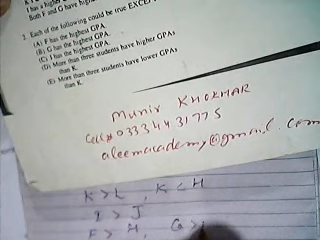 I has a higher
Both F and G have high
2. Each of the following could be true EXCEP
(A) F has the highest GPA.
(B) G has the highest GPA.
(C) I has the highest GPA.
(D) More than three students have higher GPAs
than K.
(E) More than three students have lower GPAs
than K.
Munir KHOKHAR
Cell# 03334431775
aleemacademy@gmail.com
K > L , K < H
I > J
F > H, G >